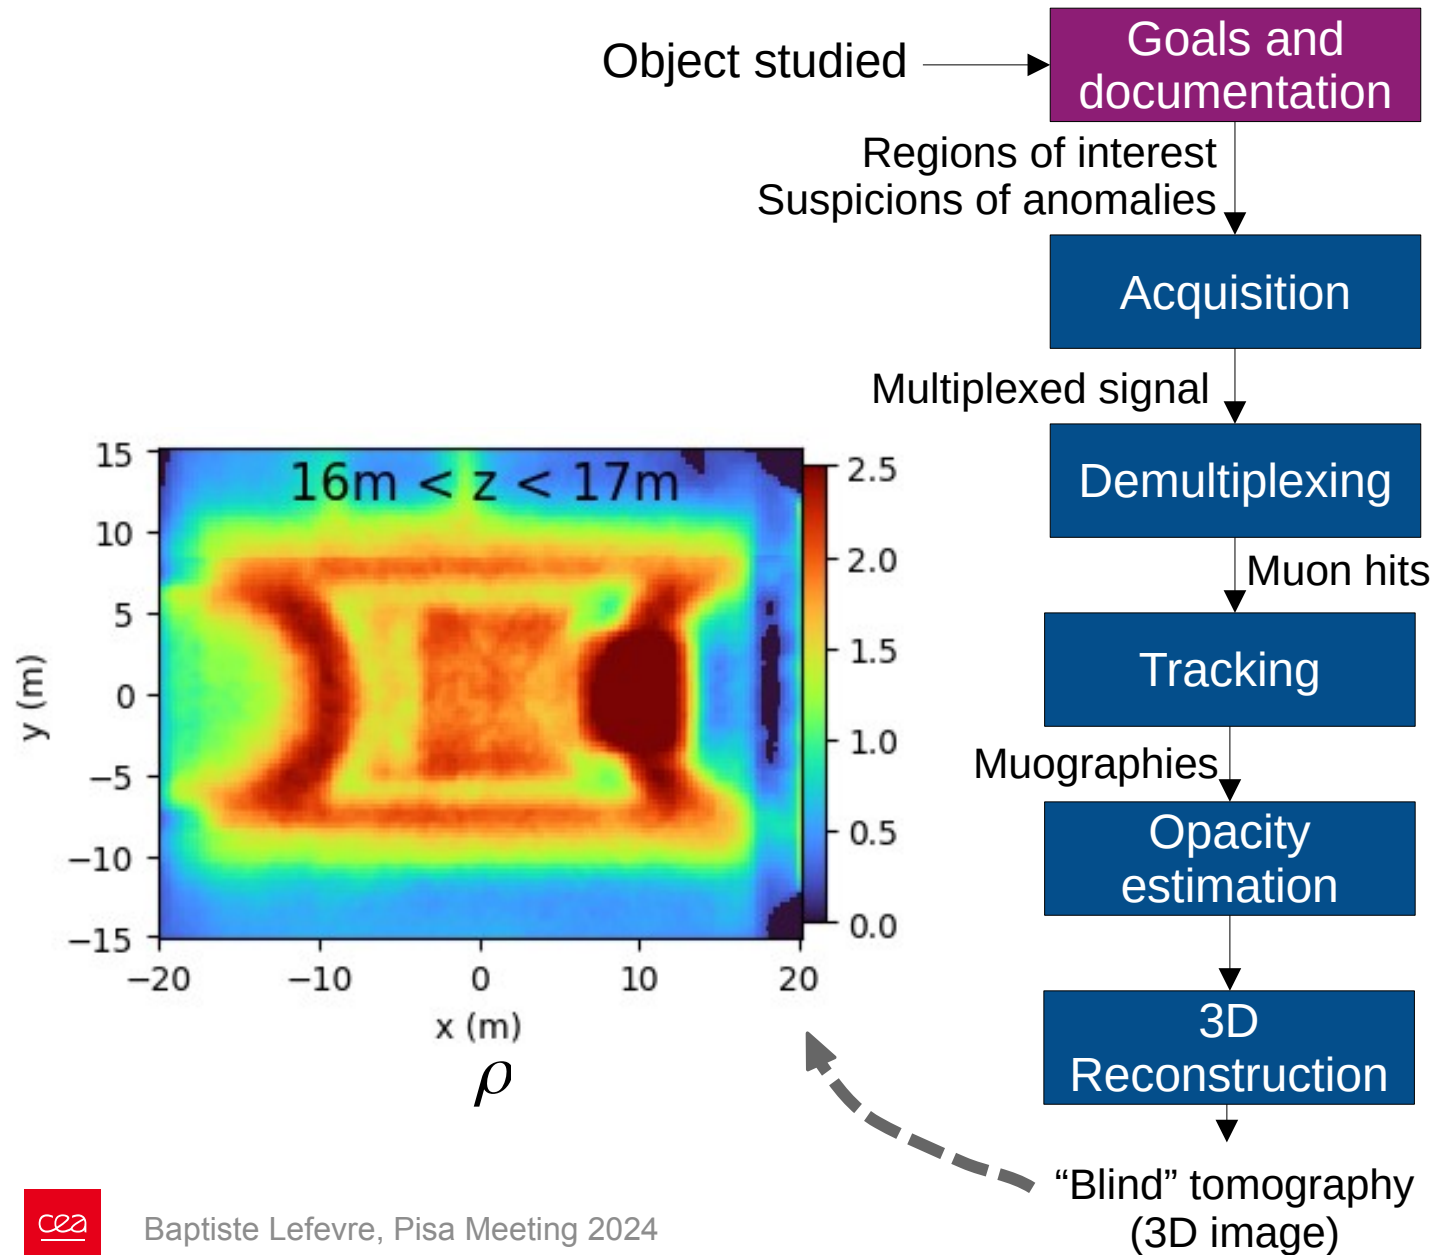 Object studied
Goals and
documentation
Regions of interest
Suspicions of anomalies
Acquisition
Multiplexed signal
Demultiplexing
Muon hits
Tracking
Muographies
Opacity
estimation
3D
Reconstruction
“Blind” tomography
(3D image)
16m < z < 17m
15
10
5
0
−5
−10
−15
y (m)
−20
−10
0
10
20
x (m)
2.5
2.0
1.5
1.0
0.5
0.0
ρ
cea
Baptiste Lefevre, Pisa Meeting 2024